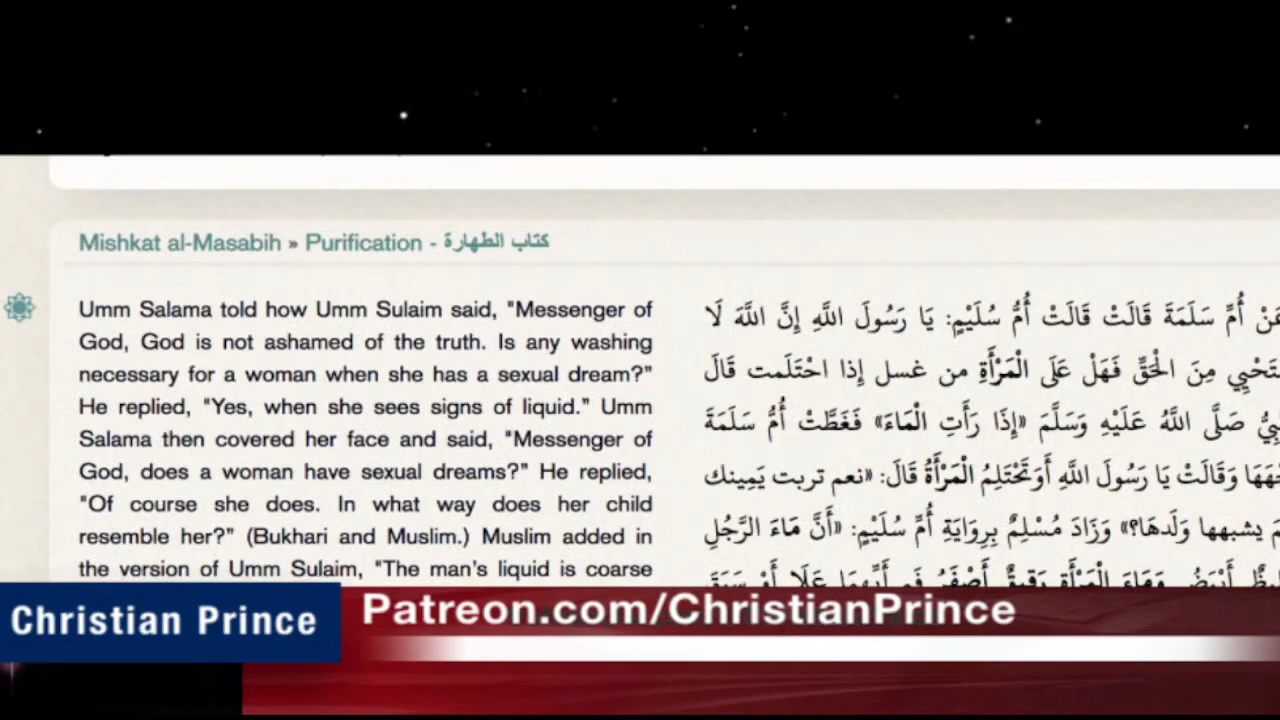 Mishkat al-Masabih » Purification - كتاب الطهارة
Umm Salama told how Umm Sulaim said, "Messenger of
God, God is not ashamed of the truth. Is any washing
necessary for a woman when she has a sexual dream?"
He replied, "Yes, when she sees signs of liquid." Umm
Salama then covered her face and said, "Messenger of
God, does a woman have sexual dreams?" He replied,
"Of course she does. In what way does her child
resemble her?" (Bukhari and Muslim.) Muslim added in
the version of Umm Sulaim, "The man's liquid is coarse
أُمِّ سَلَمَةَ قَالَتْ قَالَتْ أُمُّ سُلَيْمٍ: يَا رَسُولَ اللَّهِ إِنَّ اللَّهَ لَا
مِنَ الْحَقِّ فَهَلْ عَلَى الْمَرْأَةِ من غسل إِذا احْتَلَمت قَالَ
صَلَّى اللَّهُ عَلَيْهِ وَسَلَّمَ «إِذَا رَأَتِ الْمَاءَ» فَغَطَّتْ أُمُّ سَلَمَةَ
وَقَالَتْ يَا رَسُولَ اللَّهِ أَوَتَحْتَلِمُ الْمَرْأَةُ قَالَ: «نعم تربت يَمِينك
يشبهها وَلَدهَا؟» وَزَادَ مُسْلِمٌ بِرِوَايَةِ أُمِّ سُلَيْمٍ: «أَنَّ مَاءَ الرَّجُلِ
أَبْيَضُ وَمَاءَ الْمَرْأَة رَقِيقٌ أَصْفَرُ فَم أَيِّهِمَا عَلَا أَوْ سَبَقَ
Christian Prince
Patreon.com/ChristianPrince